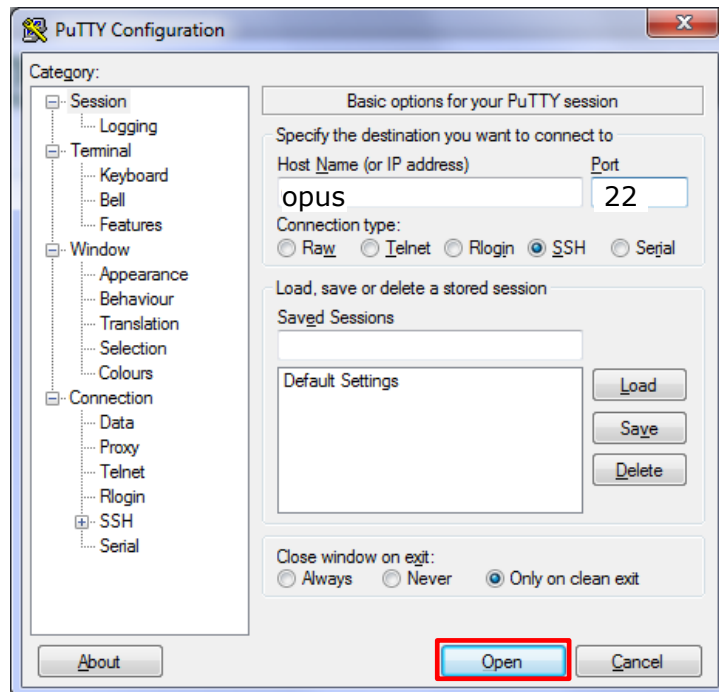 PuTTY Configuration
Category:
Session
Logging
Terminal
Keyboard
Bell
Features
Window
Appearance
Behaviour
Translation
Selection
Colours
Connection
Data
Proxy
Telnet
Rlogin
SSH
Serial
Basic options for your PuTTY session
Specify the destination you want to connect to
Host Name (or IP address) Port
opus 22
Connection type:
Raw Telnet Rlogin SSH Serial
Load, save or delete a stored session
Saved Sessions
Default Settings
Load
Save
Delete
Close window on exit:
Always Never Only on clean exit
About Open Cancel